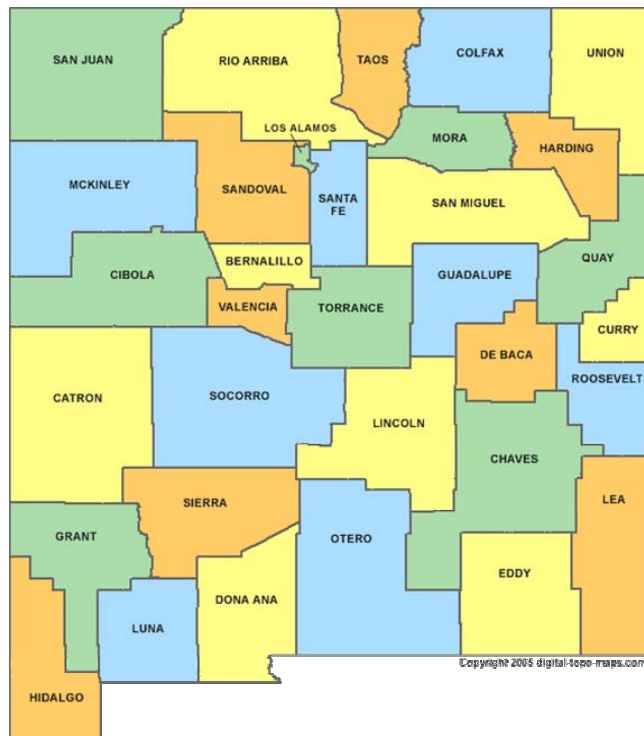 SAN JUAN
RIO ARRIBA
TAOS
COLFAX
UNION
LOS ALAMOS
MORA
HARDING
MCKINLEY
SANDOVAL
SANTA
FE
SAN MIGUEL
CIBOLA
BERNALILLO
GUADALUPE
QUAY
VALENCIA
TORRANCE
CURRY
DE BACA
ROOSEVELT
CATRON
SOCORRO
LINCOLN
CHAVES
SIERRA
LEA
GRANT
OTERO
EDDY
DONA ANA
LUNA
Copyright 2005 digital-topo-maps.com
HIDALGO